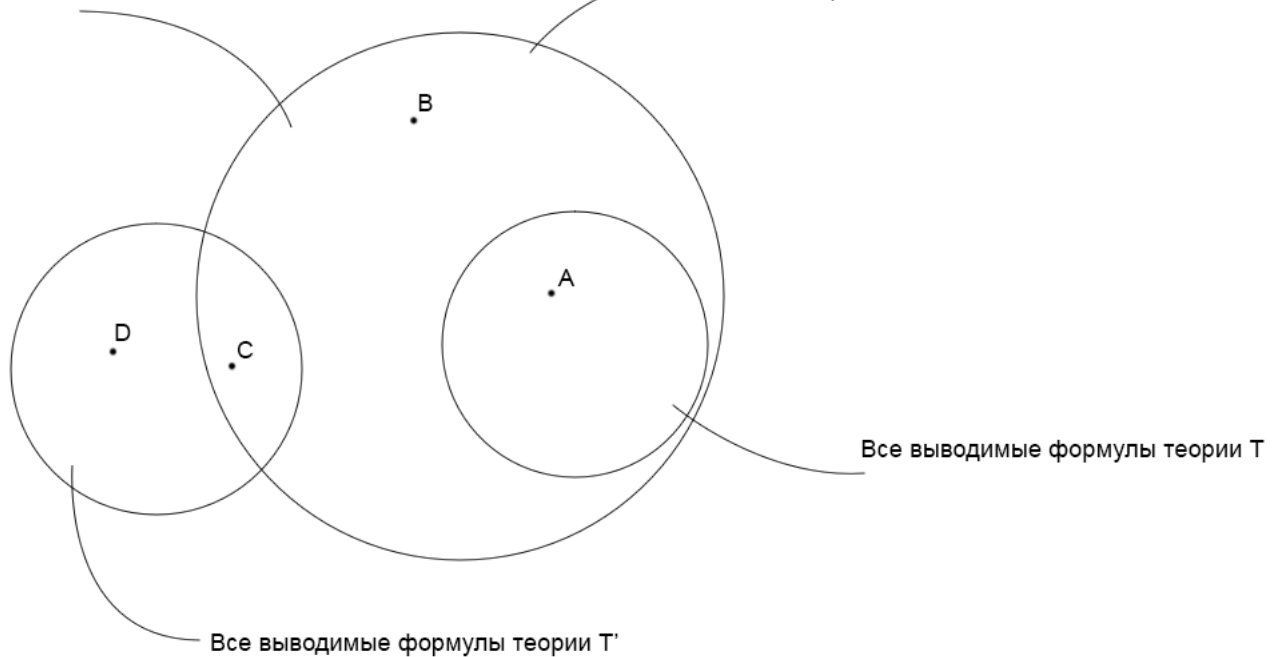 B
A
D
C
Все выводимые формулы теории T
Все выводимые формулы теории T’